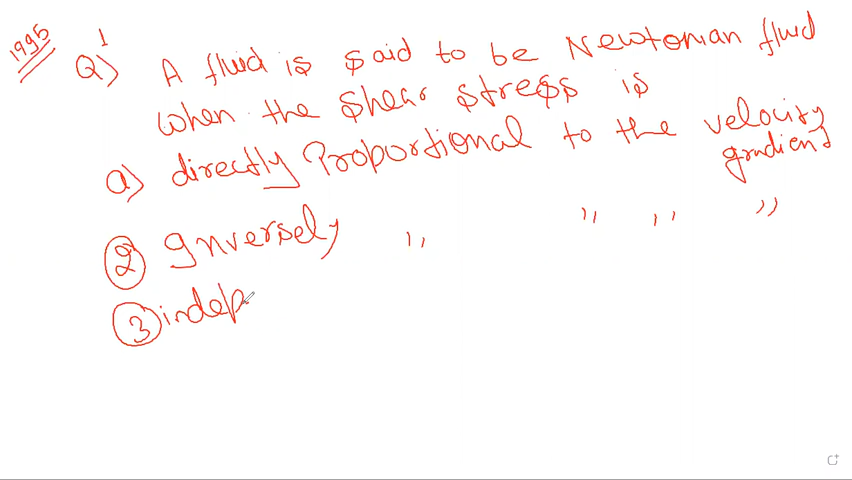 1995
Q) 1 A fluid is said to be Newtonian fluid
when the shear stress is
a) directly Proportional to the velocity
gradient
② Inversely ,, ,, ,, ,,
③ indep